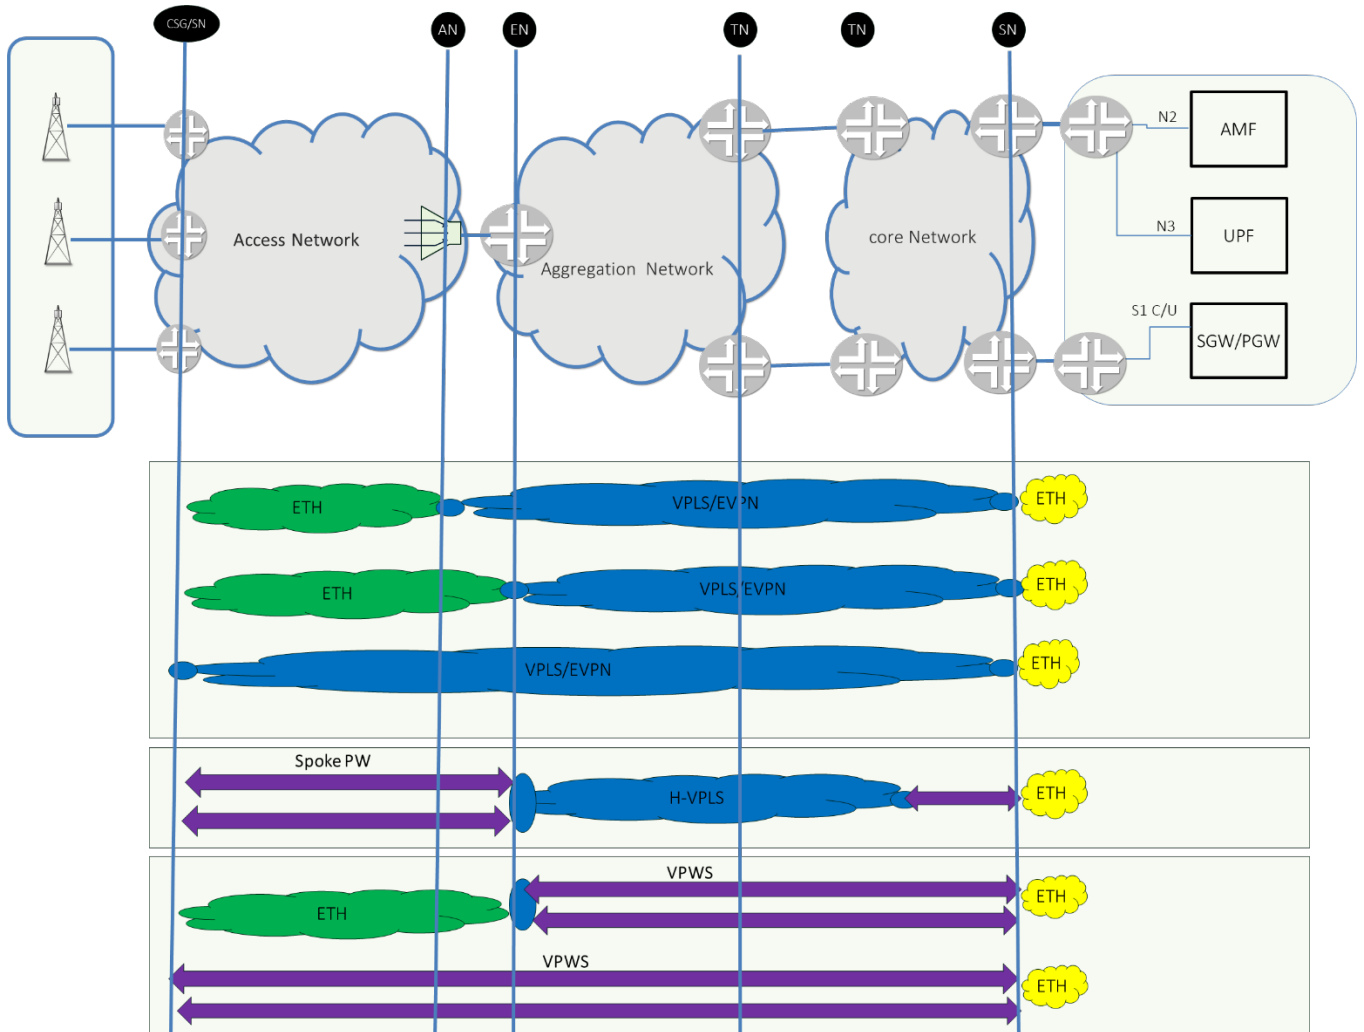 CSG/SN
AN
EN
TN
TN
SN
N2
AMF
Access Network
core Network
N3
UPF
Aggregation Network
S1 C/U
SGW/PGW
ETH
VPLS/EVPN
ETH
ETH
VPLS/EVPN
ETH
VPLS/EVPN
ETH
Spoke PW
H-VPLS
ETH
VPWS
ETH
ETH
VPWS
ETH